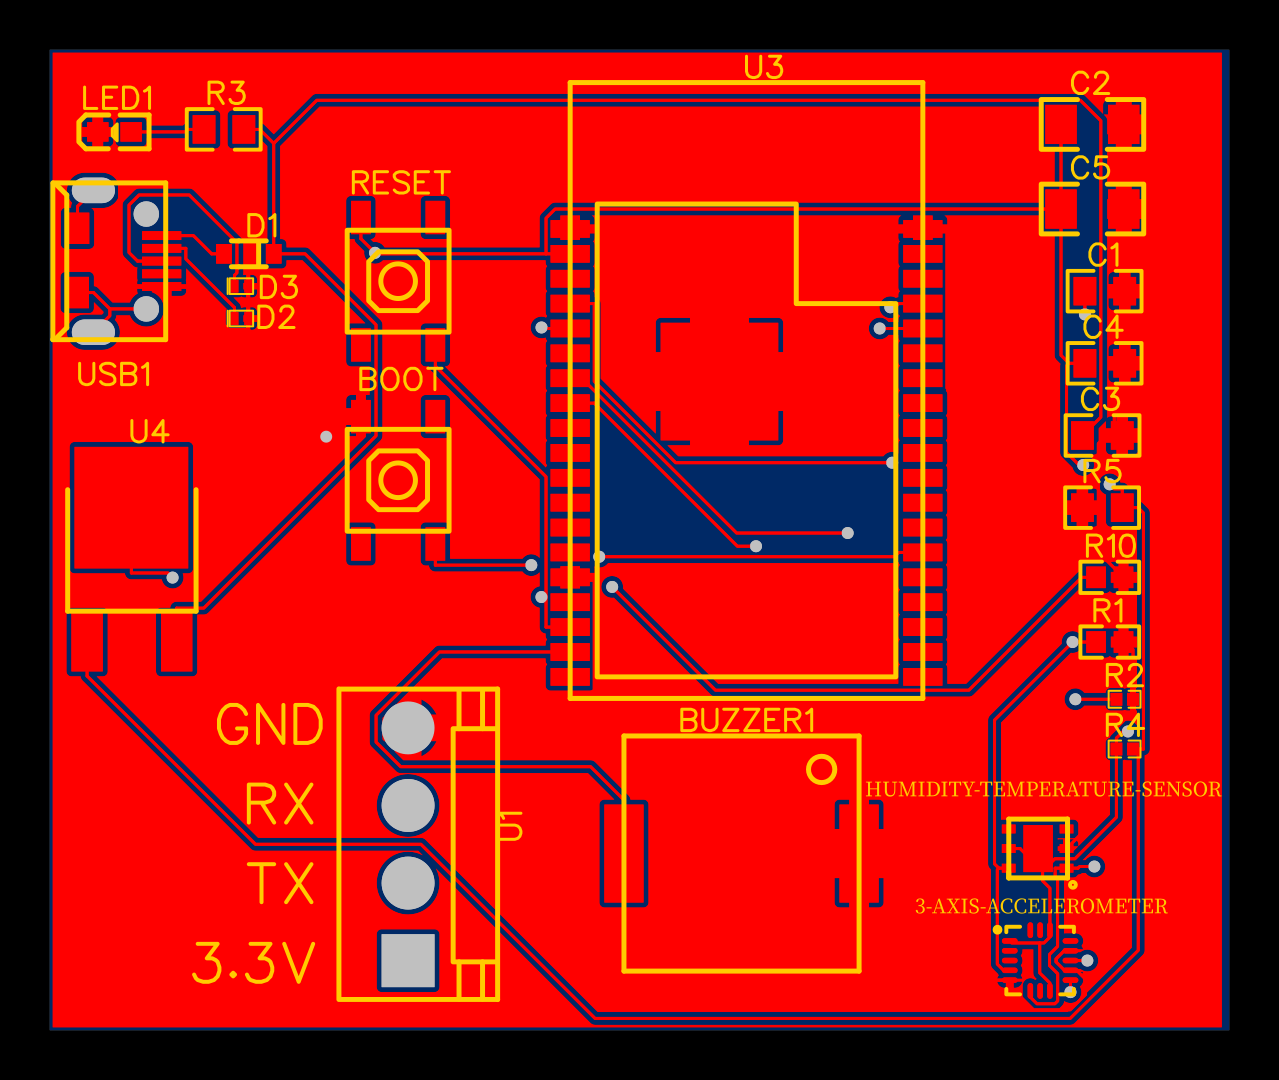 U3
C2
LED1
R3
C5
RESET
D1
C1
D3
D2
C4
USB1
BOOT
C3
U4
R5
R10
R1
R2
GND
BUZZER1
R4
HUMIDITY-TEMPERATURE-SENSOR
RX
U1
TX
3-AXIS-ACCELEROMETER
3.3V